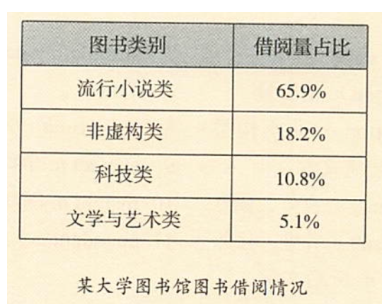 图书类别 借阅量占比
流行小说类 65.9%
非虚构类 18.2%
科技类 10.8%
文学与艺术类 5.1%
某大学图书馆图书借阅情况